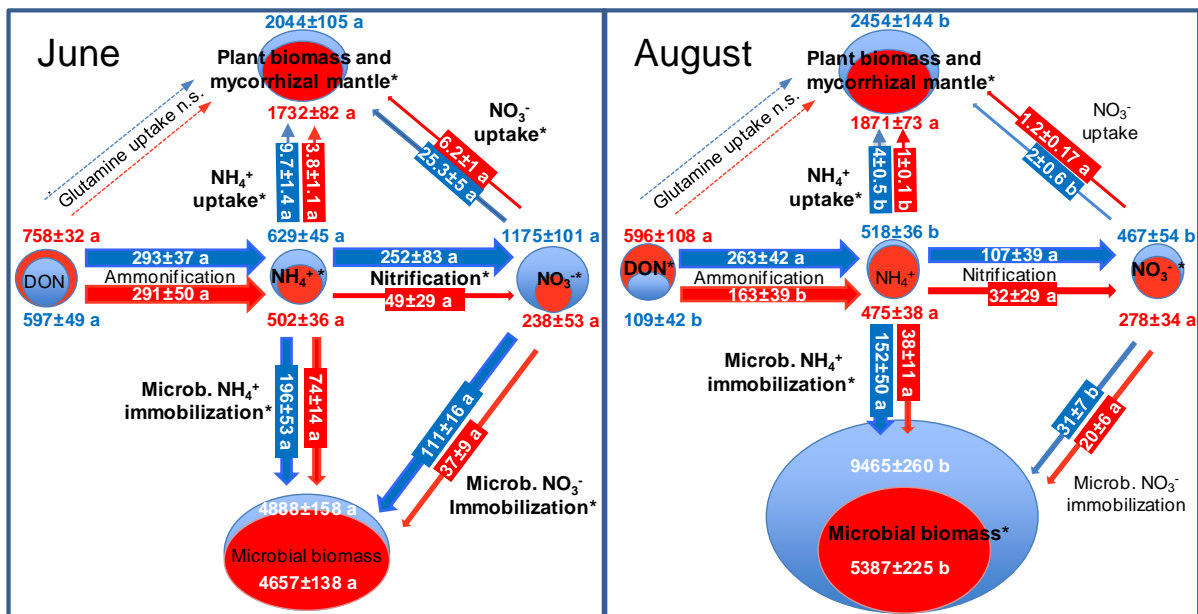 June
2044±105 a
Plant biomass and
mycorrhizal mantle*
1732±82 a
Glutamine uptake n.s.
NO₃⁻
uptake*
6.2±1 a
25.3±5 a
9.7±1.4 a
3.8±1.1 a
NH₄⁺
uptake*
758±32 a
DON
597±49 a
293±37 a
Ammonification
291±50 a
629±45 a
NH₄⁺*
502±36 a
252±83 a
Nitrification*
49±29 a
1175±101 a
NO₃⁻*
238±53 a
Microb. NH₄⁺
immobilization*
196±53 a
74±14 a
111±16 a
37±9 a
Microb. NO₃⁻
Immobilization*
4888±158 a
Microbial biomass
4657±138 a
August
2454±144 b
Plant biomass and
mycorrhizal mantle*
1871±73 a
Glutamine uptake n.s.
NO₃⁻
uptake
1.2±0.17 a
2±0.6 b
4±0.5 b
1±0.1 b
NH₄⁺
uptake*
596±108 a
DON*
109±42 b
263±42 a
Ammonification
163±39 b
518±36 b
NH₄⁺
475±38 a
107±39 a
Nitrification
32±29 a
467±54 b
NO₃⁻*
278±34 a
Microb. NH₄⁺
immobilization*
152±50 a
38±11 a
31±7 b
20±6 a
Microb. NO₃⁻
immobilization
9465±260 b
Microbial biomass*
5387±225 b